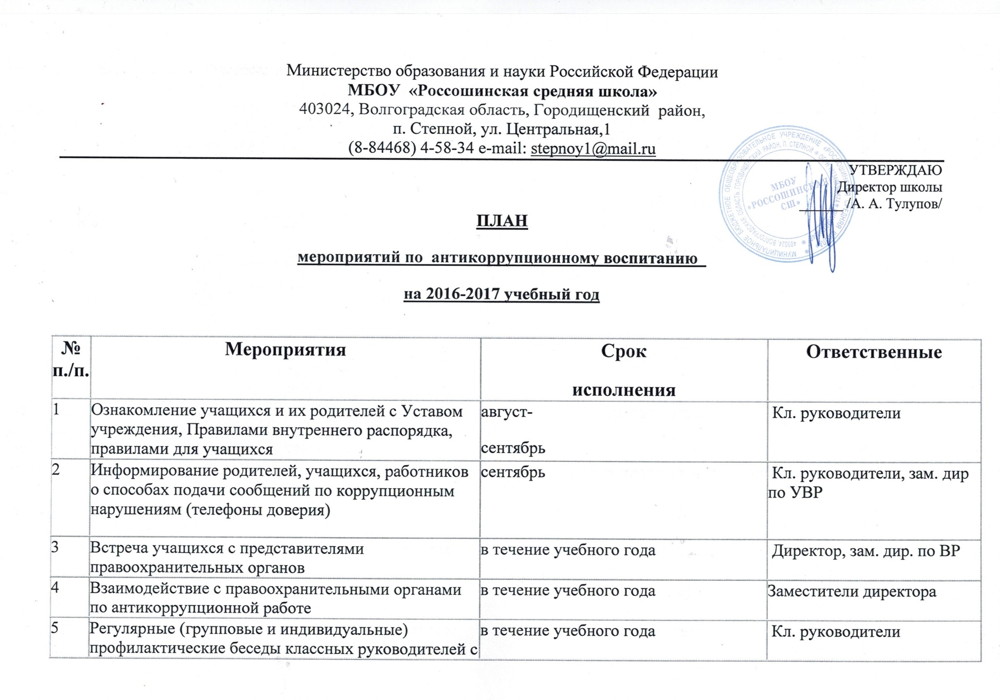 Министерство образования и науки Российской Федерации
МБОУ «Россошинская средняя школа»
403024, Волгоградская область, Городищенский район,
п. Степной, ул. Центральная,1
(8-84468) 4-58-34 e-mail: stepnoy1@mail.ru
УТВЕРЖДАЮ
Директор школы
/А. А. Тулупов/
МБОУ
«РОССОШИНСКАЯ
СШ»
МУНИЦИПАЛЬНОЕ БЮДЖЕТНОЕ ОБЩЕОБРАЗОВАТЕЛЬНОЕ УЧРЕЖДЕНИЕ «РОССОШИНСКАЯ СРЕДНЯЯ
403024, ВОЛГОГРАДСКАЯ ОБЛАСТЬ, ГОРОДИЩЕНСКИЙ РАЙОН, П. СТЕПНОЙ * ОГРН
ПЛАН
мероприятий по антикоррупционному воспитанию
на 2016-2017 учебный год
№
п./п.
Мероприятия
Срок
исполнения
Ответственные
1
Ознакомление учащихся и их родителей с Уставом
учреждения, Правилами внутреннего распорядка,
правилами для учащихся
август-
сентябрь
Кл. руководители
2
Информирование родителей, учащихся, работников
о способах подачи сообщений по коррупционным
нарушениям (телефоны доверия)
сентябрь
Кл. руководители, зам. дир
по УВР
3
Встреча учащихся с представителями
правоохранительных органов
в течение учебного года
Директор, зам. дир. по ВР
4
Взаимодействие с правоохранительными органами
по антикоррупционной работе
в течение учебного года
Заместители директора
5
Регулярные (групповые и индивидуальные)
профилактические беседы классных руководителей с
в течение учебного года
Кл. руководители